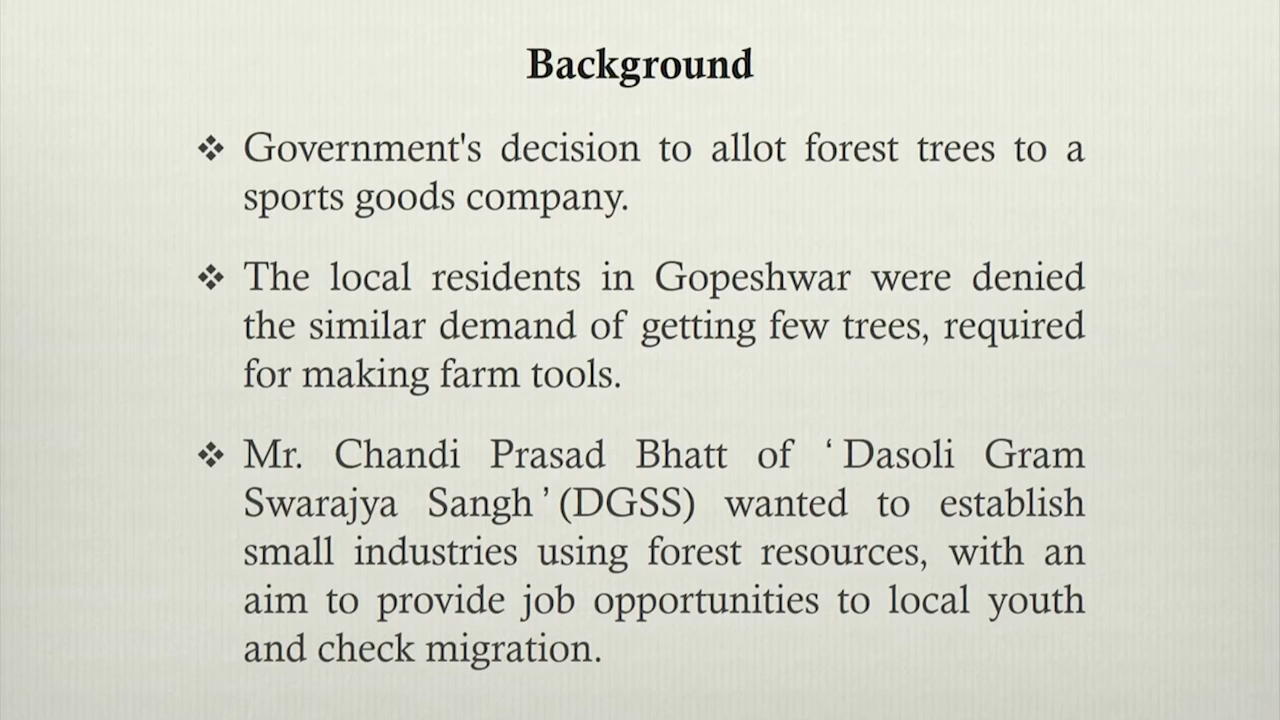 Background
❖ Government's decision to allot forest trees to a
sports goods company.
❖ The local residents in Gopeshwar were denied
the similar demand of getting few trees, required
for making farm tools.
❖ Mr. Chandi Prasad Bhatt of ‘Dasoli Gram
Swarajya Sangh’(DGSS) wanted to establish
small industries using forest resources, with an
aim to provide job opportunities to local youth
and check migration.